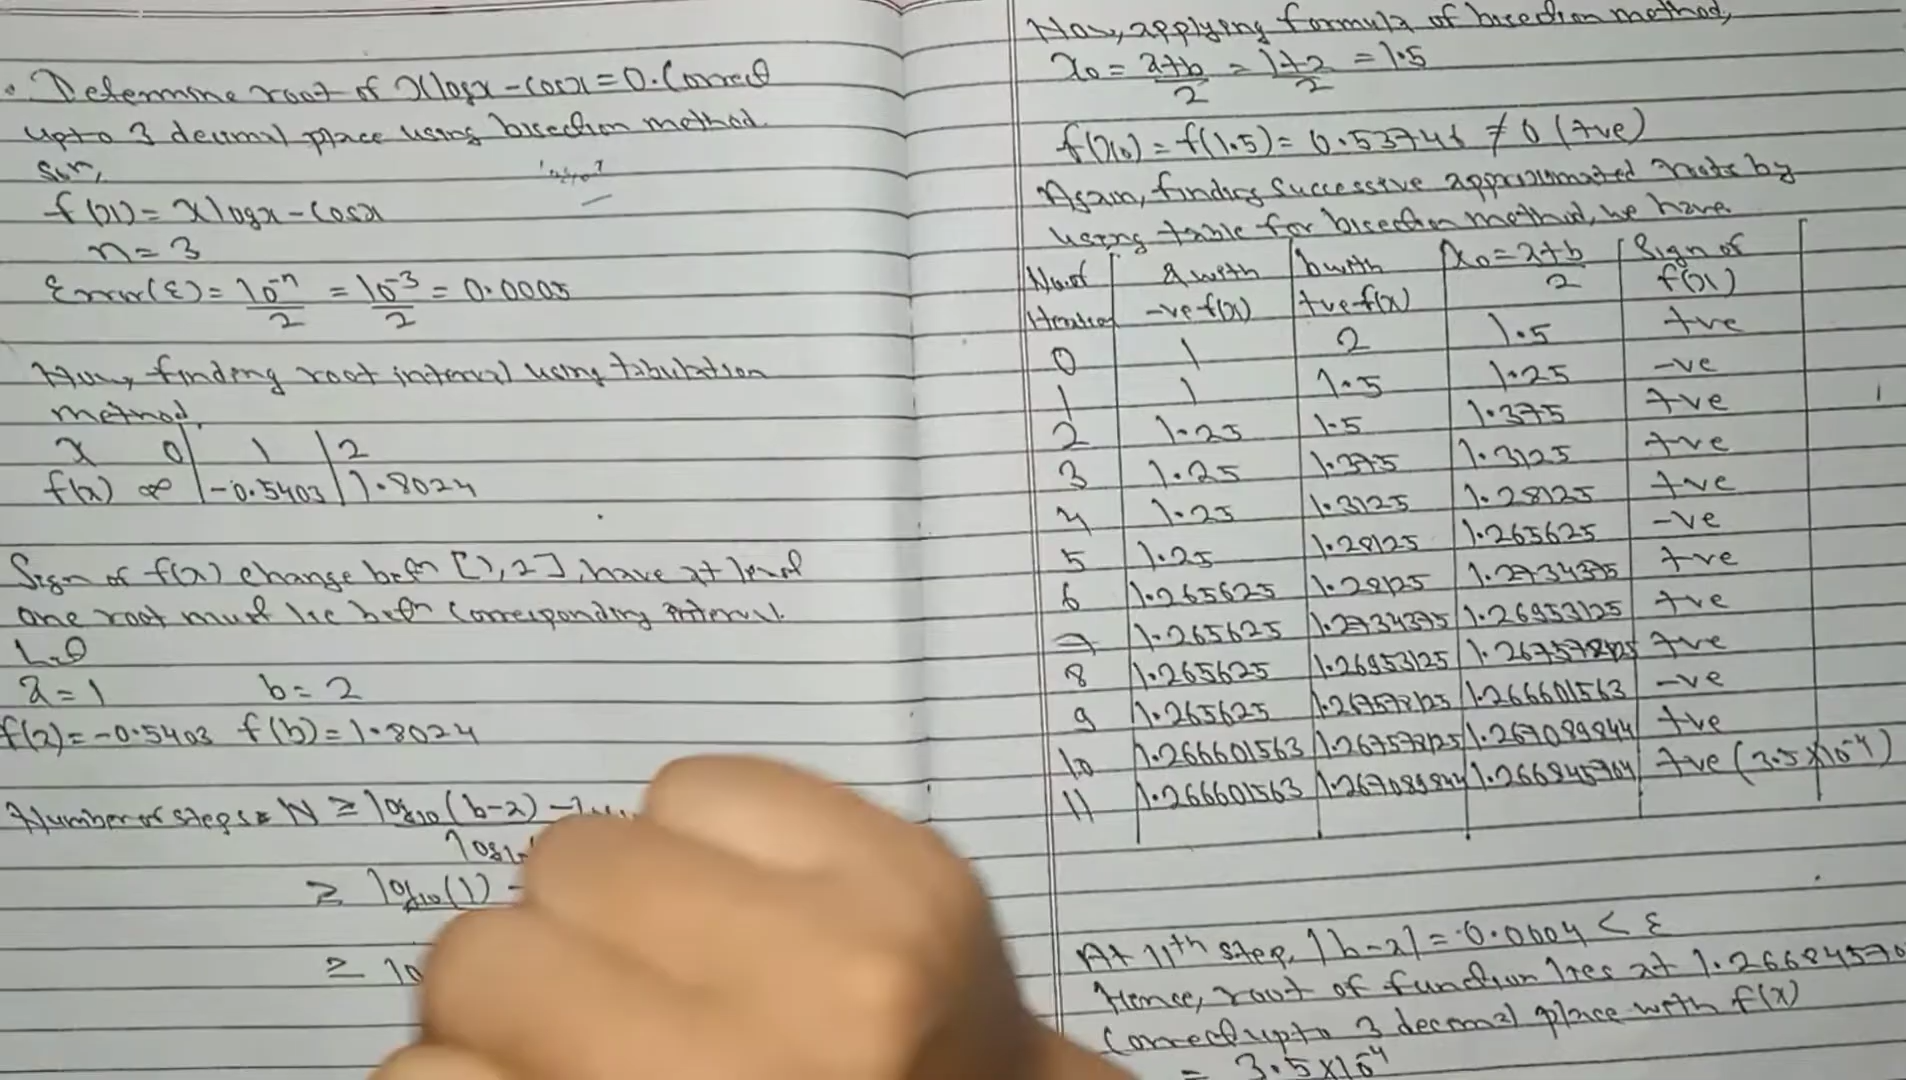 Determine root of xlogx - cosx = 0. Correct
upto 3 decimal place using bisection method.
Soln,
f(x) = xlogx - cosx
n = 3
Error(ε) = 10^-n/2 = 10^-3/2 = 0.0005
Now, finding root interval using tabulation
method.
x 0 1 2
f(x) ∞ -0.5403 1.8024
Sign of f(x) change betn [1,2], have at least
one root must lie betn corresponding interval.
a = 1 b = 2
f(a) = -0.5403 f(b) = 1.8024
Number of steps = N ≥ log10(b-a) -
≥ log10(1) -
≥ 10
Now, applying formula of bisection method,
x0 = a+b/2 = 1+2/2 = 1.5
f(x0) = f(1.5) = 0.53746 ≠ 0 (+ve)
Again, finding successive approximated roots by
using table for bisection method, we have
No. of Iteration a with -ve f(x) b with +ve f(x) x0 = a+b/2 Sign of f(x)
0 1 2 1.5 +ve
1 1 1.5 1.25 -ve
2 1.25 1.5 1.375 +ve
3 1.25 1.375 1.3125 +ve
4 1.25 1.3125 1.28125 +ve
5 1.25 1.28125 1.265625 -ve
6 1.265625 1.28125 1.2734375 +ve
7 1.265625 1.2734375 1.26953125 +ve
8 1.265625 1.26953125 1.267578125 +ve
9 1.265625 1.267578125 1.266601563 -ve
10 1.266601563 1.267578125 1.267089844 +ve
11 1.266601563 1.267089844 1.266845704 +ve (3.5 × 10^-4)
At 11th step, |b-a| = 0.0004 < ε
Hence, root of function lies at 1.26684570
correct upto 3 decimal place with f(x)
= 3.5×10^-4